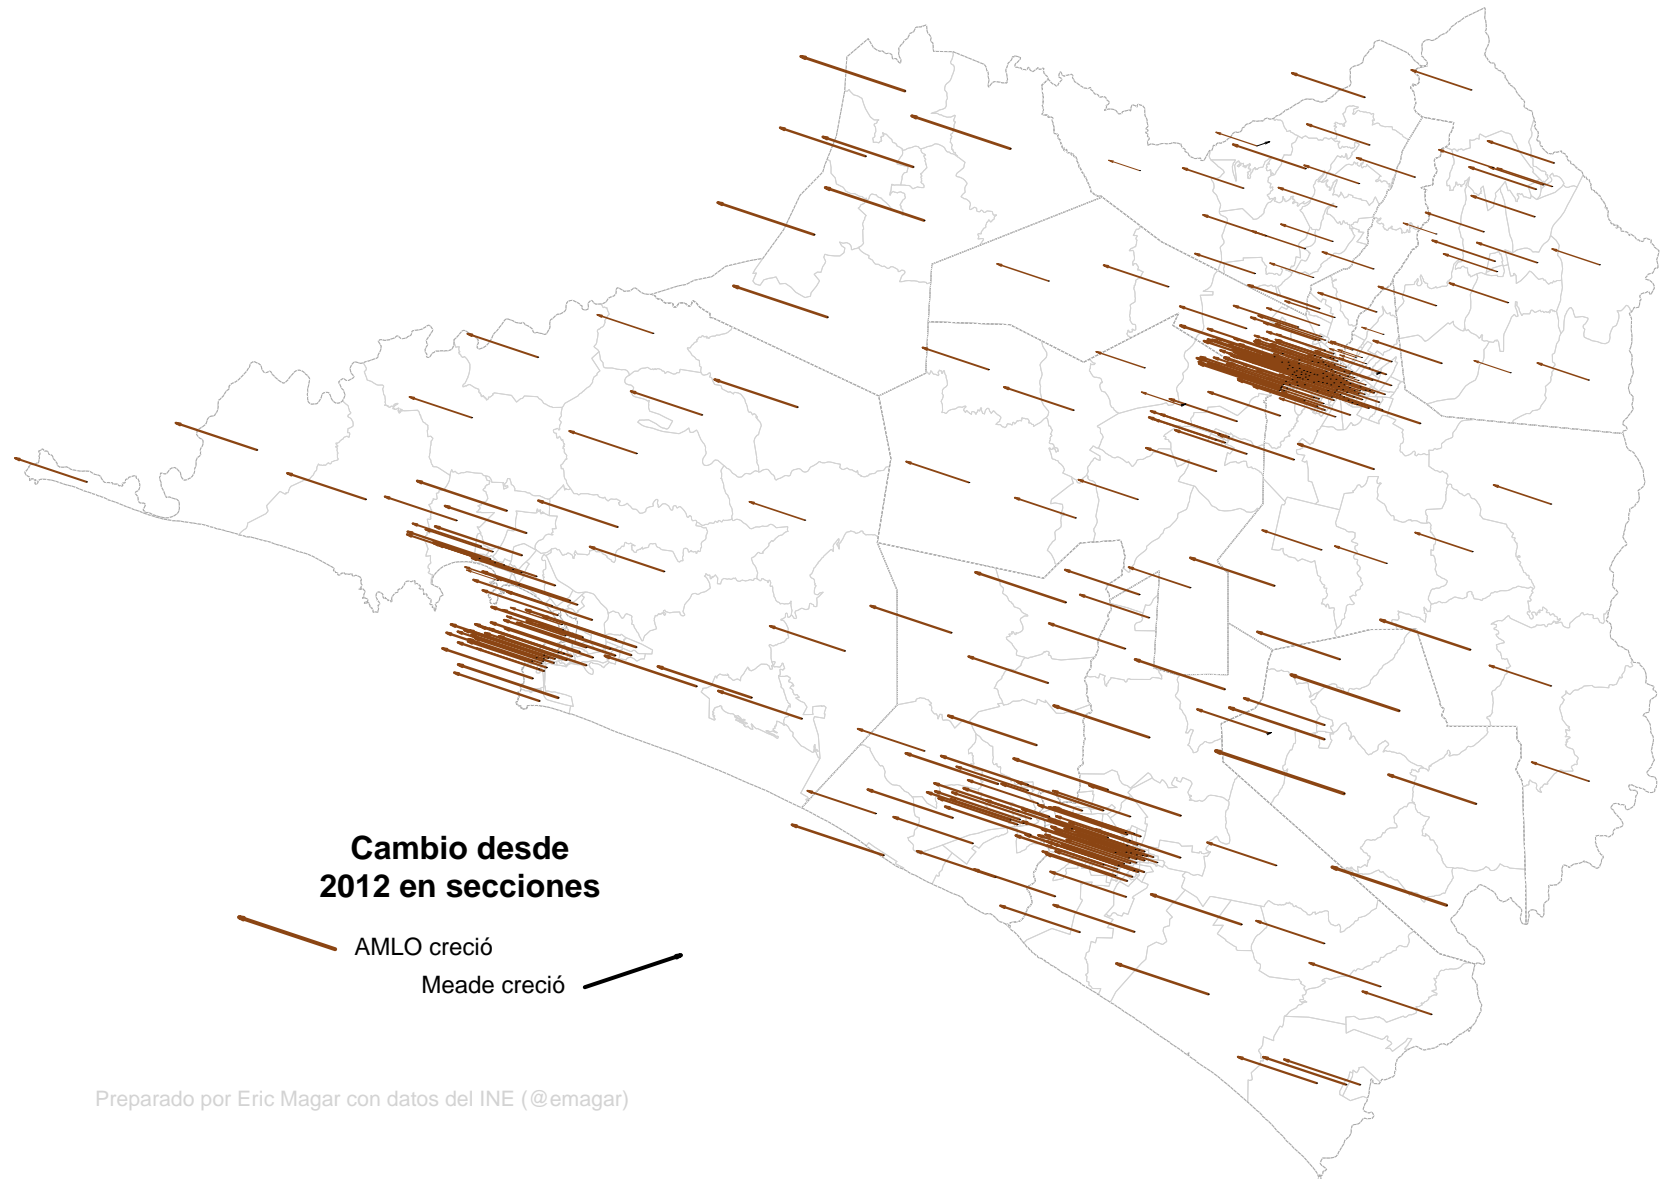 Cambio desde
2012 en secciones
AMLO creció
Meade creció
Preparado por Eric Magar con datos del INE (@emagar)